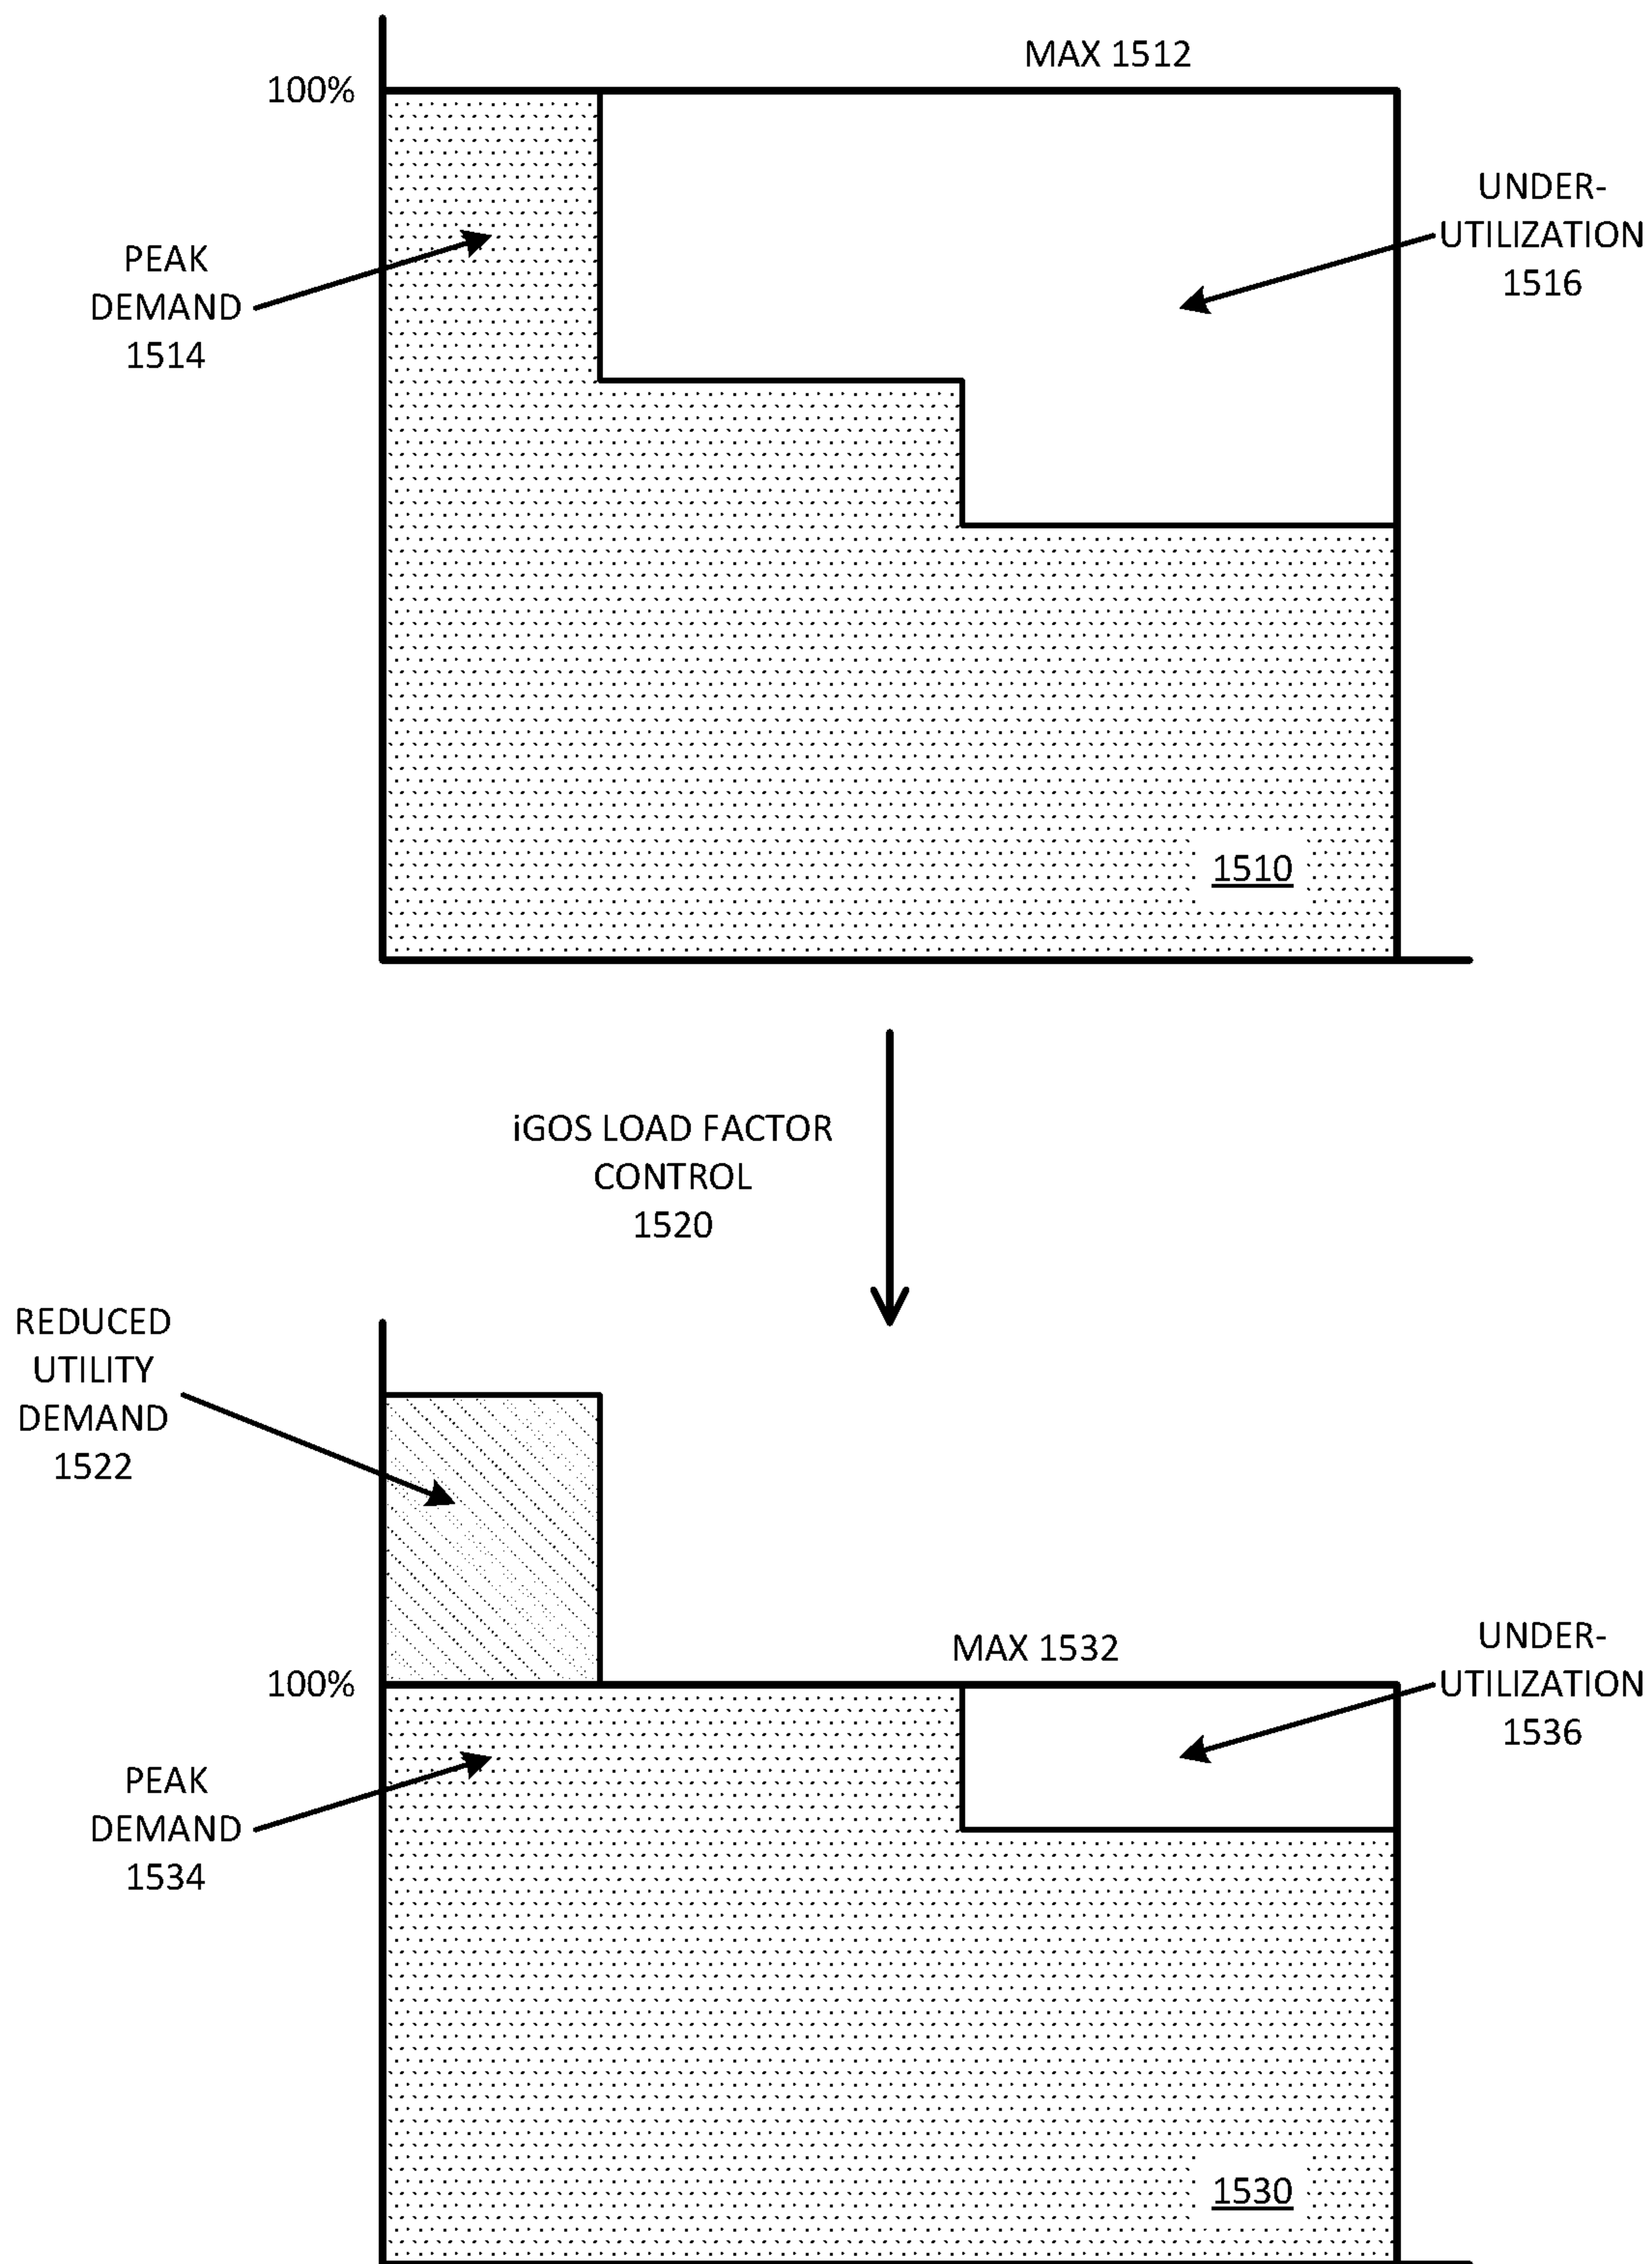 MAX 1512
100%
UNDER-
UTILIZATION
1516
PEAK
DEMAND
1514
1510
iGOS LOAD FACTOR
CONTROL
1520
REDUCED
UTILITY
DEMAND
1522
MAX 1532
100%
UNDER-
UTILIZATION
1536
PEAK
DEMAND
1534
1530